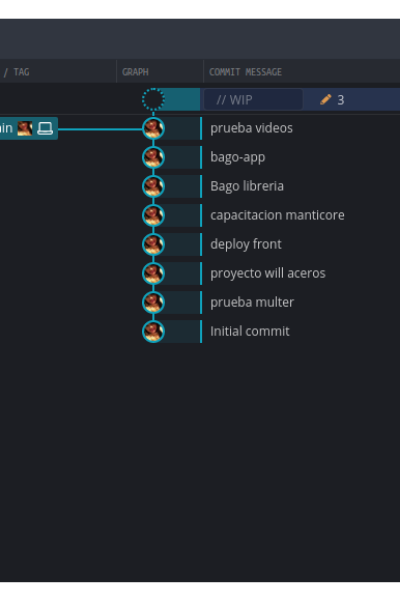 / TAG GRAPH COMMIT MESSAGE
// WIP 3
ain prueba videos
bago-app
Bago libreria
capacitacion manticore
deploy front
proyecto will aceros
prueba multer
Initial commit